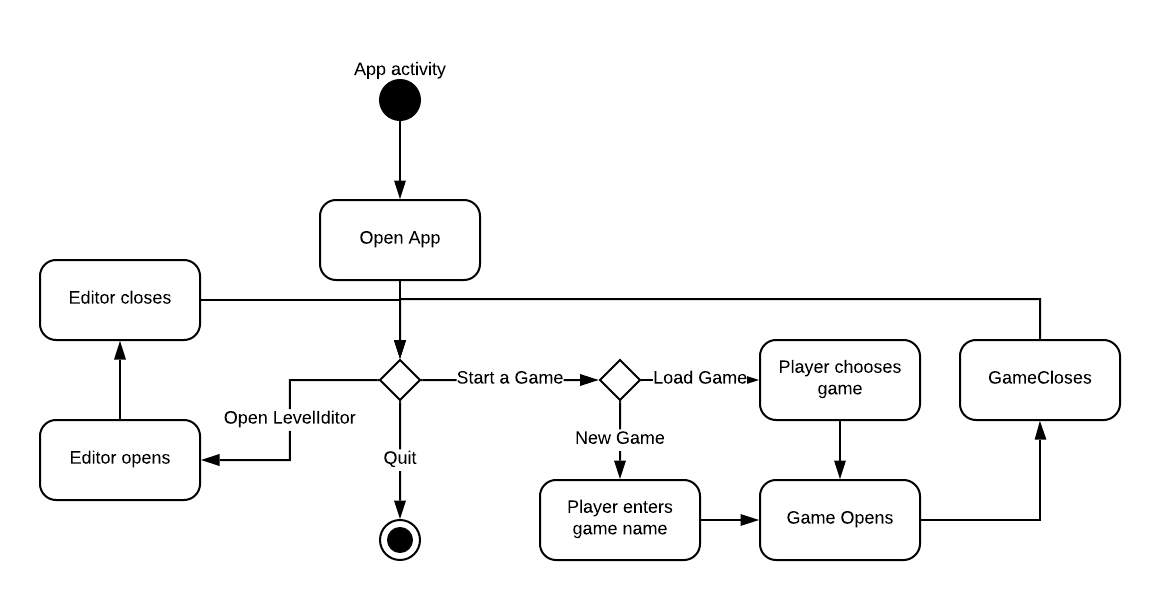 App activity
Open App
Editor closes
Player chooses
game
GameCloses
Start a Game
Load Game
Open LevelIditor
New Game
Editor opens
Quit
Player enters
game name
Game Opens